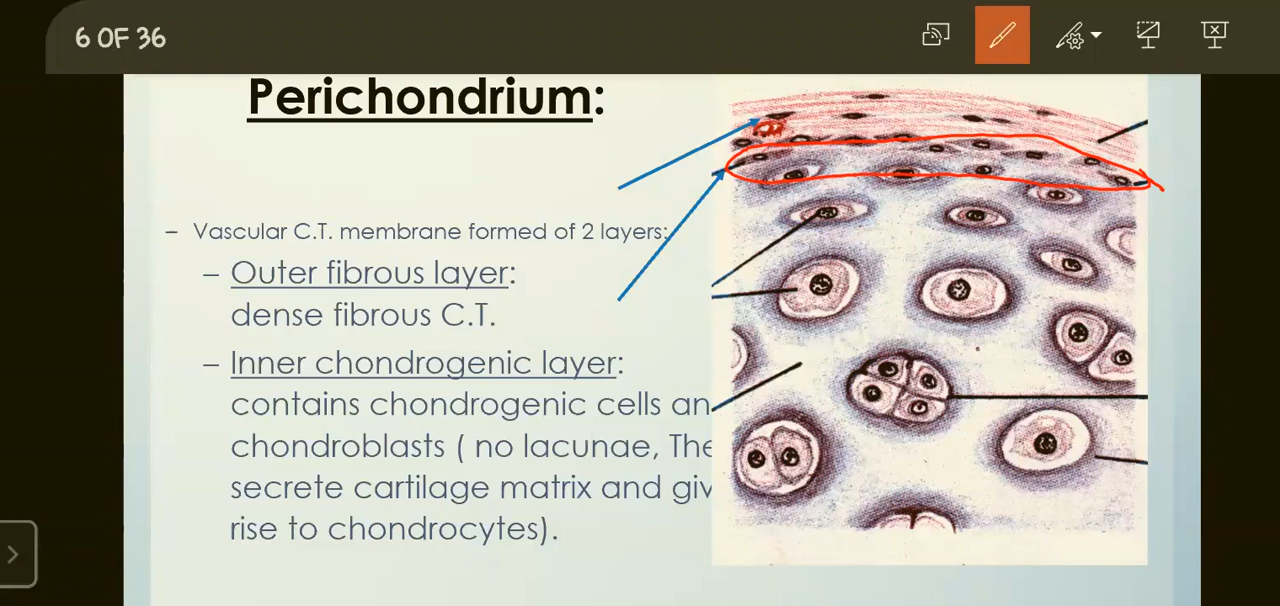 6 OF 36
Perichondrium:
– Vascular C.T. membrane formed of 2 layers:
– Outer fibrous layer:
dense fibrous C.T.
– Inner chondrogenic layer:
contains chondrogenic cells an
chondroblasts ( no lacunae, The
secrete cartilage matrix and giv
rise to chondrocytes).